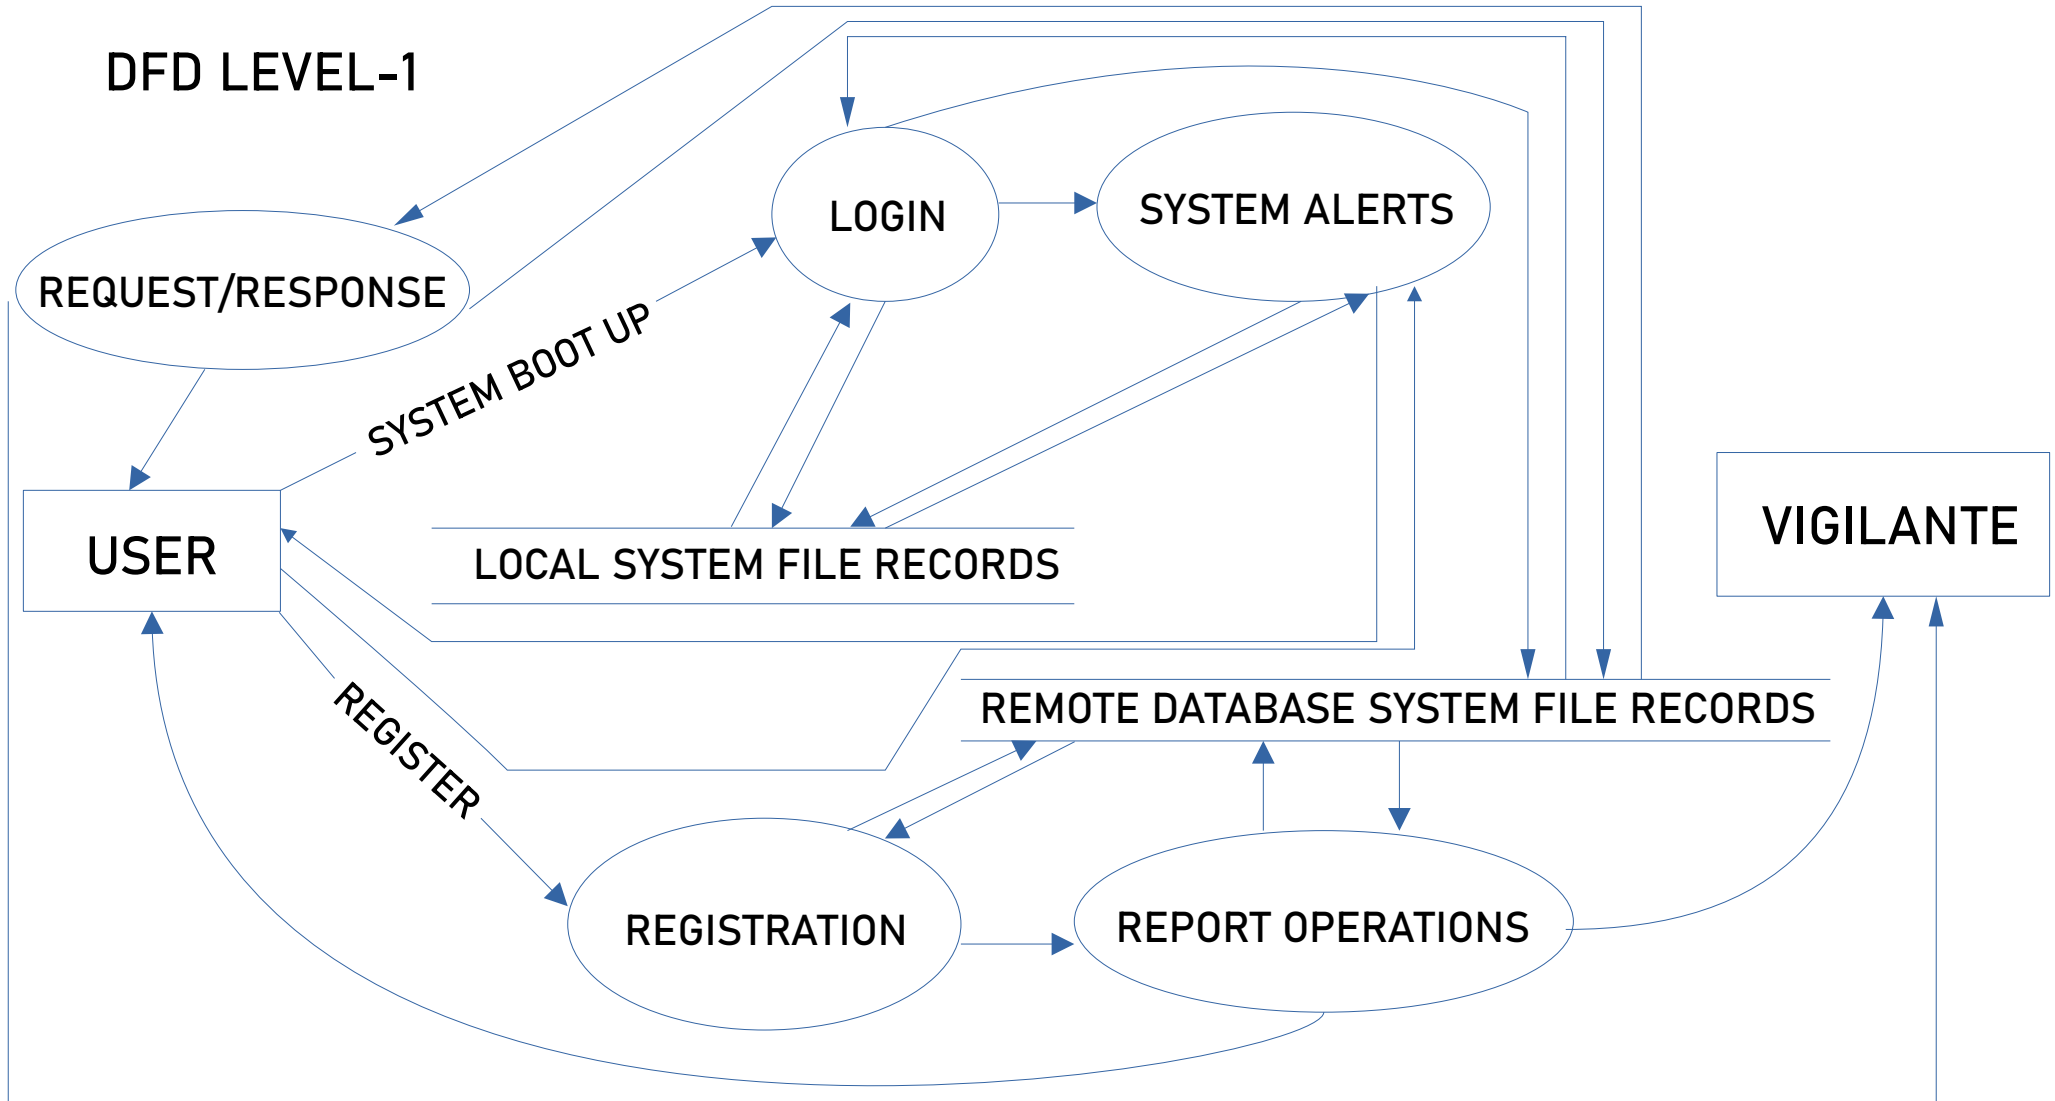 DFD LEVEL-1
LOGIN
SYSTEM ALERTS
REQUEST/RESPONSE
SYSTEM BOOT UP
USER
LOCAL SYSTEM FILE RECORDS
VIGILANTE
REGISTER
REMOTE DATABASE SYSTEM FILE RECORDS
REGISTRATION
REPORT OPERATIONS